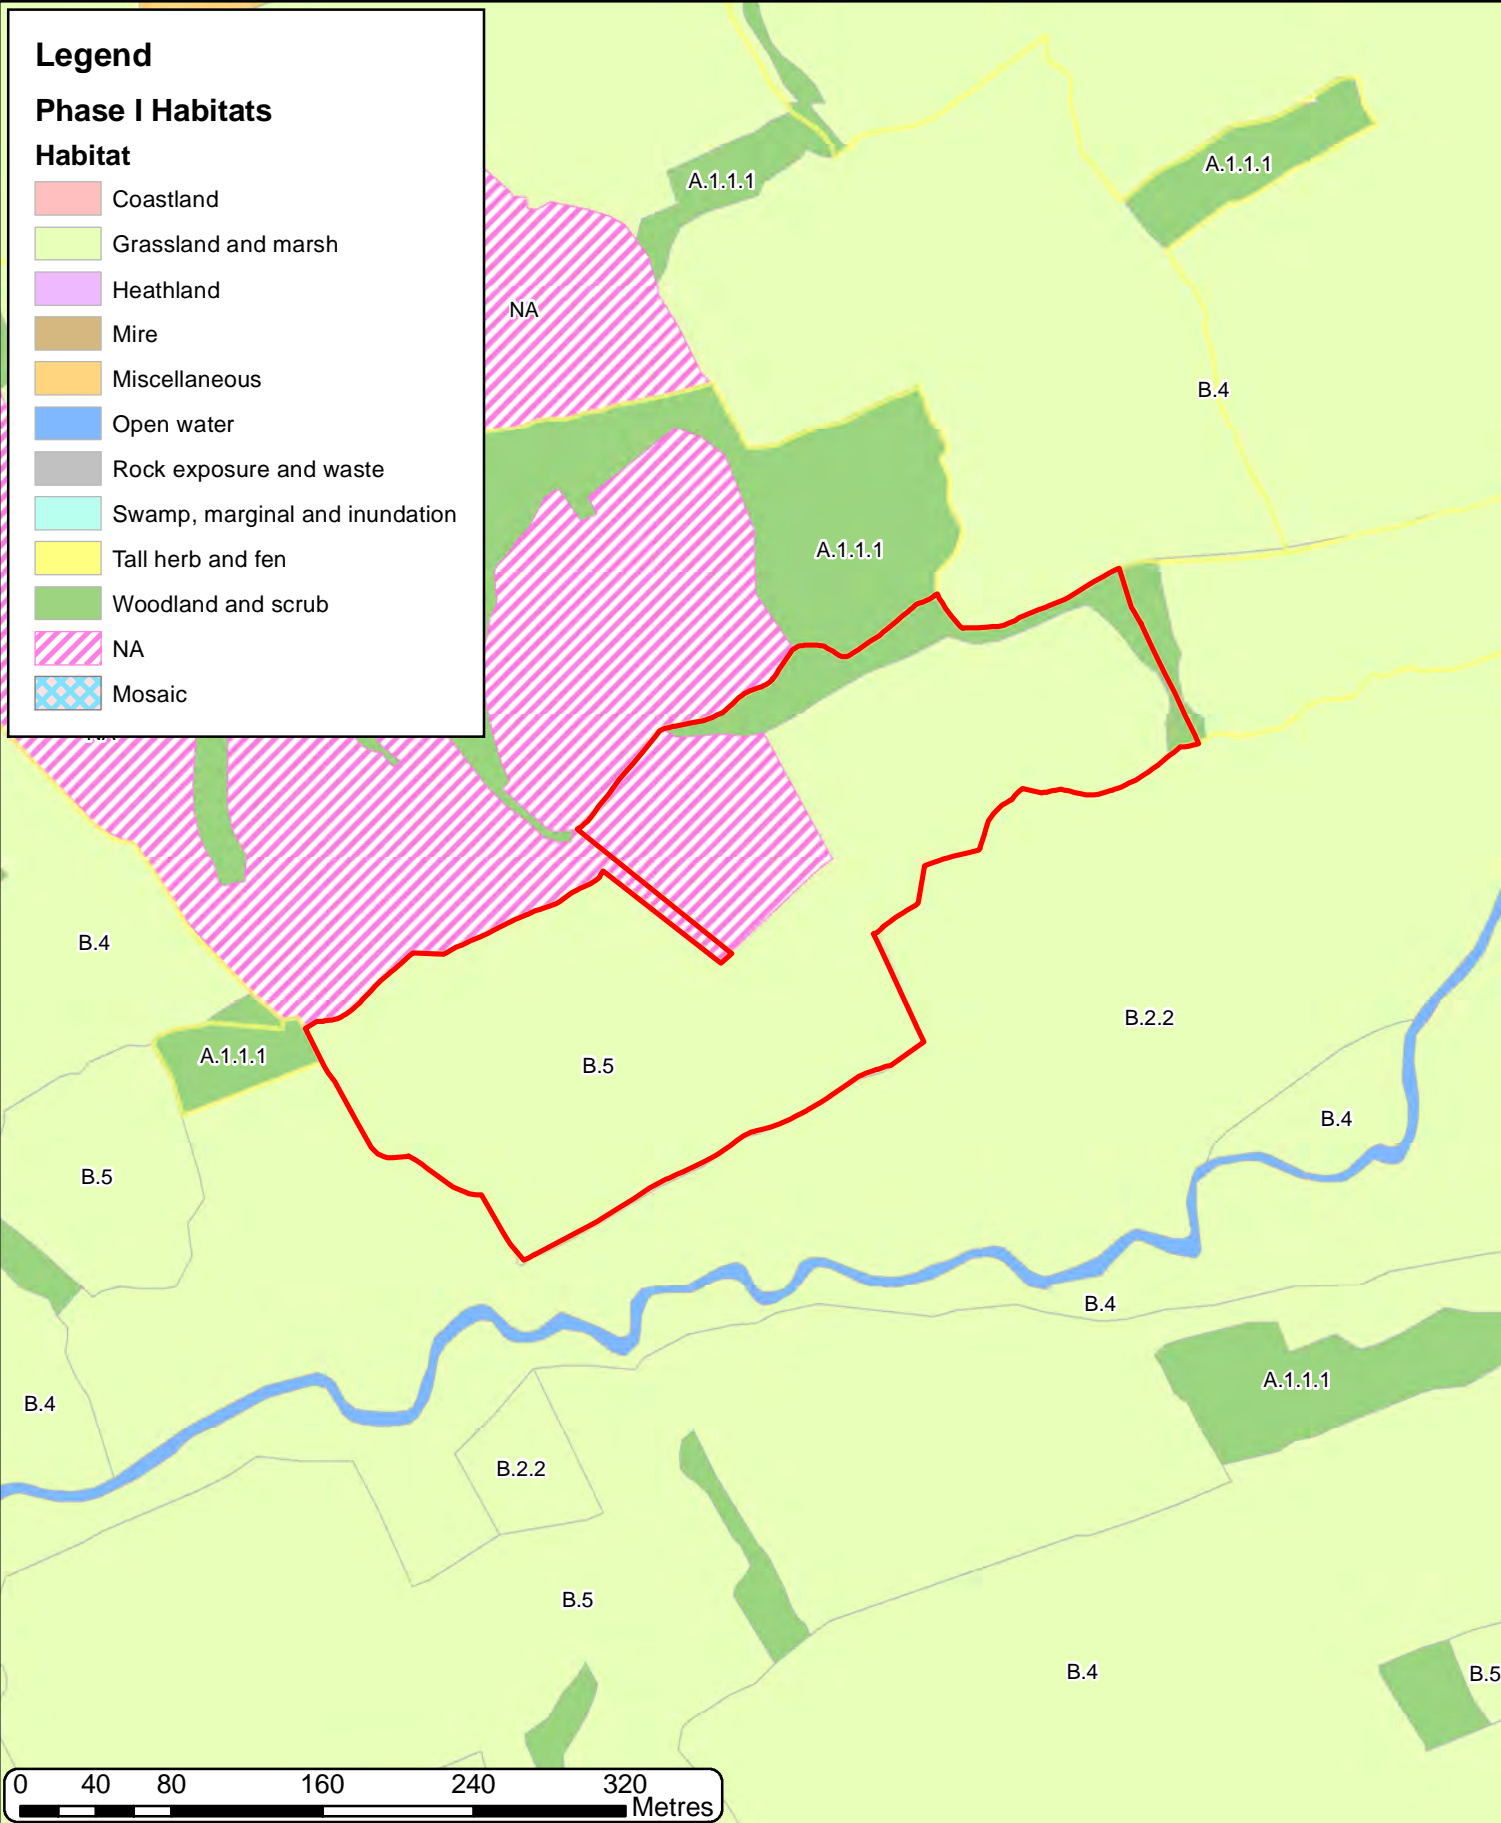 Legend
Phase I Habitats
Habitat
Coastland
Grassland and marsh
Heathland
Mire
Miscellaneous
Open water
Rock exposure and waste
Swamp, marginal and inundation
Tall herb and fen
Woodland and scrub
NA
Mosaic
A.1.1.1
A.1.1.1
NA
B.4
A.1.1.1
B.4
B.2.2
A.1.1.1
B.5
B.4
B.5
B.4
A.1.1.1
B.4
B.2.2
B.5
B.4
B.5
0 40 80 160 240 320
Metres